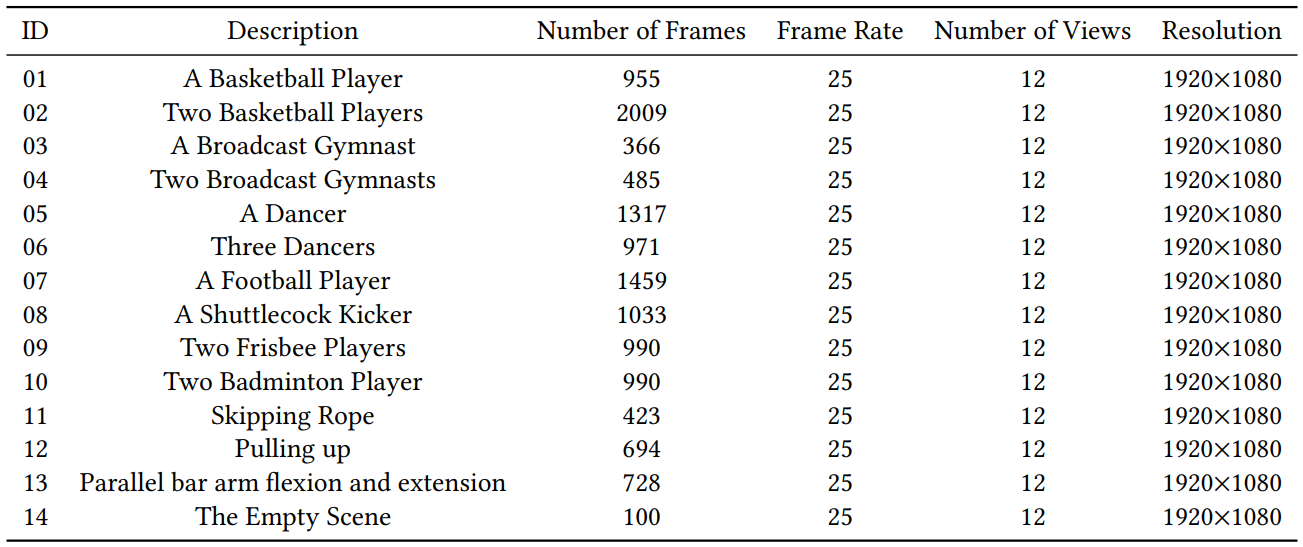 ID Description Number of Frames Frame Rate Number of Views Resolution
01 A Basketball Player 955 25 12 1920×1080
02 Two Basketball Players 2009 25 12 1920×1080
03 A Broadcast Gymnast 366 25 12 1920×1080
04 Two Broadcast Gymnasts 485 25 12 1920×1080
05 A Dancer 1317 25 12 1920×1080
06 Three Dancers 971 25 12 1920×1080
07 A Football Player 1459 25 12 1920×1080
08 A Shuttlecock Kicker 1033 25 12 1920×1080
09 Two Frisbee Players 990 25 12 1920×1080
10 Two Badminton Player 990 25 12 1920×1080
11 Skipping Rope 423 25 12 1920×1080
12 Pulling up 694 25 12 1920×1080
13 Parallel bar arm flexion and extension 728 25 12 1920×1080
14 The Empty Scene 100 25 12 1920×1080